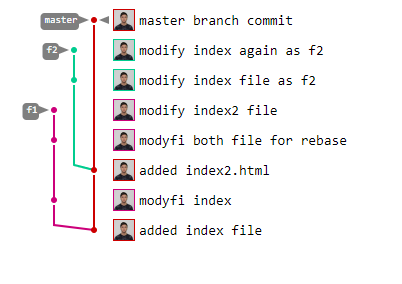 master master branch commit
f2 modify index again as f2
modify index file as f2
f1 modify index2 file
modyfi both file for rebase
added index2.html
modyfi index
added index file